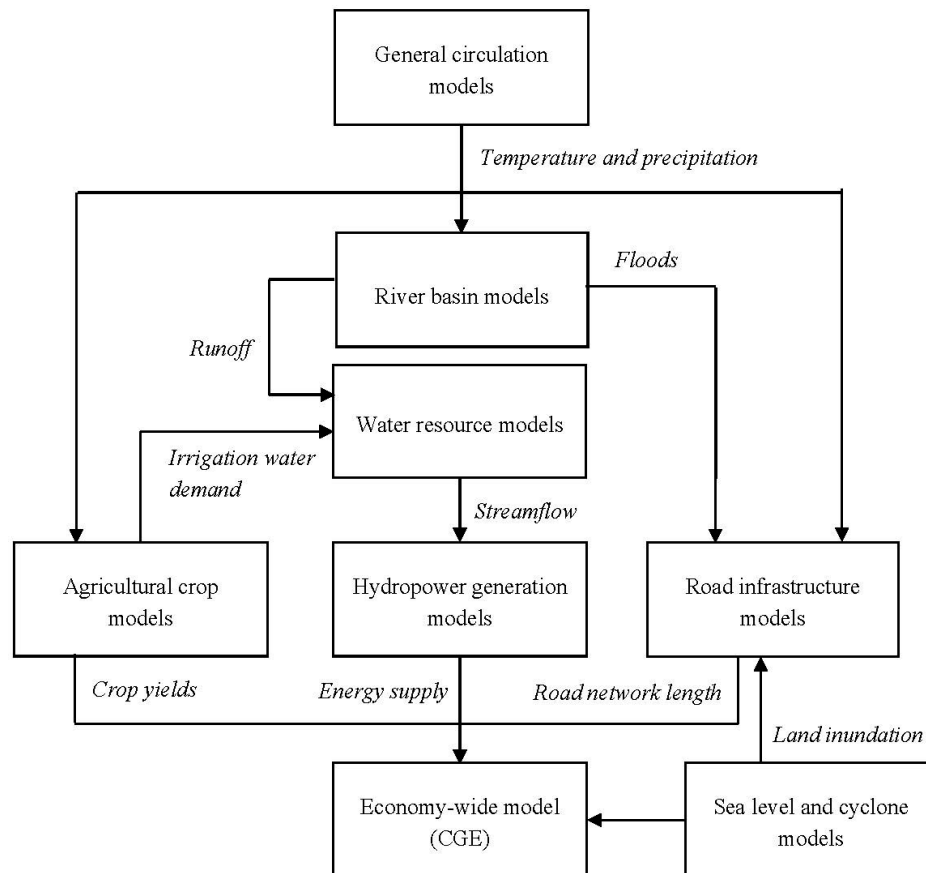 General circulation
models
Temperature and precipitation
River basin models
Floods
Runoff
Water resource models
Irrigation water
demand
Streamflow
Agricultural crop
models
Hydropower generation
models
Road infrastructure
models
Crop yields
Energy supply
Road network length
Land inundation
Economy-wide model
(CGE)
Sea level and cyclone
models